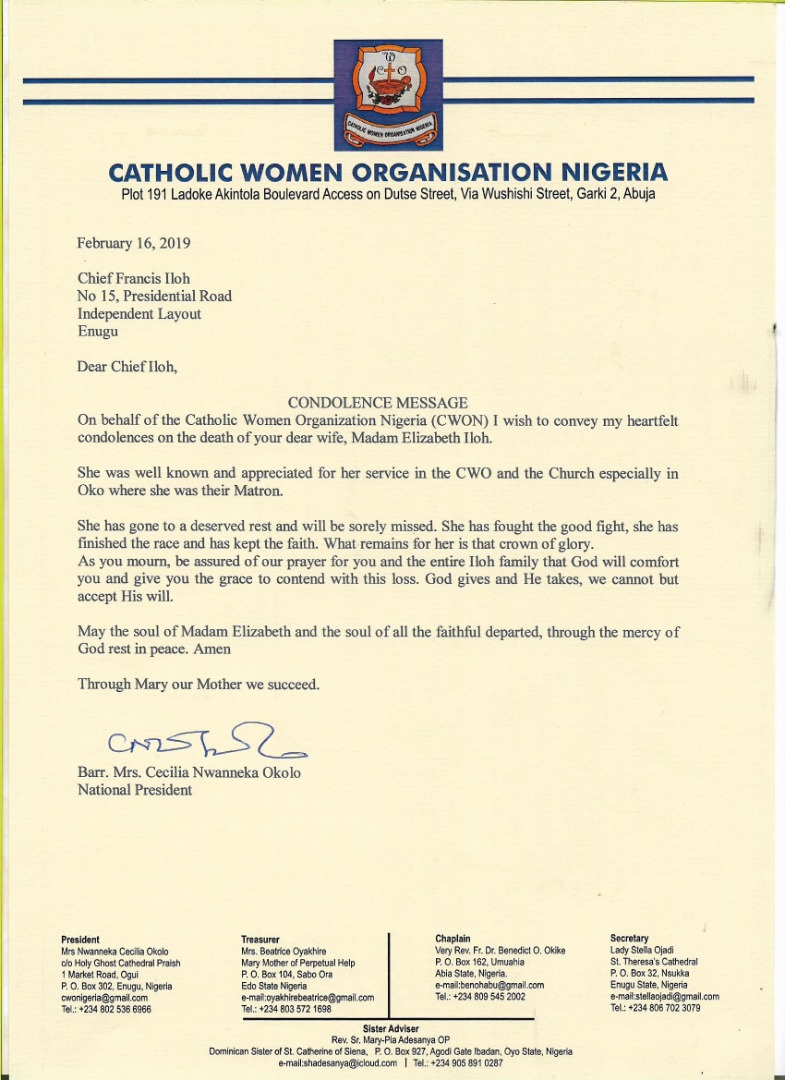 W
C O
CATHOLIC WOMEN ORGANISATION NIGERIA
CATHOLIC WOMEN ORGANISATION NIGERIA
Plot 191 Ladoke Akintola Boulevard Access on Dutse Street, Via Wushishi Street, Garki 2, Abuja
February 16, 2019
Chief Francis Iloh
No 15, Presidential Road
Independent Layout
Enugu
Dear Chief Iloh,
CONDOLENCE MESSAGE
On behalf of the Catholic Women Organization Nigeria (CWON) I wish to convey my heartfelt
condolences on the death of your dear wife, Madam Elizabeth Iloh.
She was well known and appreciated for her service in the CWO and the Church especially in
Oko where she was their Matron.
She has gone to a deserved rest and will be sorely missed. She has fought the good fight, she has
finished the race and has kept the faith. What remains for her is that crown of glory.
As you mourn, be assured of our prayer for you and the entire Iloh family that God will comfort
you and give you the grace to contend with this loss. God gives and He takes, we cannot but
accept His will.
May the soul of Madam Elizabeth and the soul of all the faithful departed, through the mercy of
God rest in peace. Amen
Through Mary our Mother we succeed.
Barr. Mrs. Cecilia Nwanneka Okolo
National President
President
Mrs Nwanneka Cecilia Okolo
c/o Holy Ghost Cathedral Praish
1 Market Road, Ogui
P. O. Box 302, Enugu, Nigeria
cwonigeria@gmail.com
Tel.: +234 802 536 6966
Treasurer
Mrs. Beatrice Oyakhire
Mary Mother of Perpetual Help
P. O. Box 104, Sabo Ora
Edo State Nigeria
e-mail:oyakhirebeatrice@gmail.com
Tel.: +234 803 572 1698
Chaplain
Very Rev. Fr. Dr. Benedict O. Okike
P. O. Box 162, Umuahia
Abia State, Nigeria.
e-mail:benohabu@gmail.com
Tel.: +234 809 545 2002
Secretary
Lady Stella Ojadi
St. Theresa's Cathedral
P. O. Box 32, Nsukka
Enugu State, Nigeria
e-mail:stellaojadi@gmail.com
Tel.: +234 806 702 3079
Sister Adviser
Rev. Sr. Mary-Pia Adesanya OP
Dominican Sister of St. Catherine of Siena, P. O. Box 927, Agodi Gate Ibadan, Oyo State, Nigeria
e-mail:shadesanya@icloud.com | Tel.: +234 905 891 0287